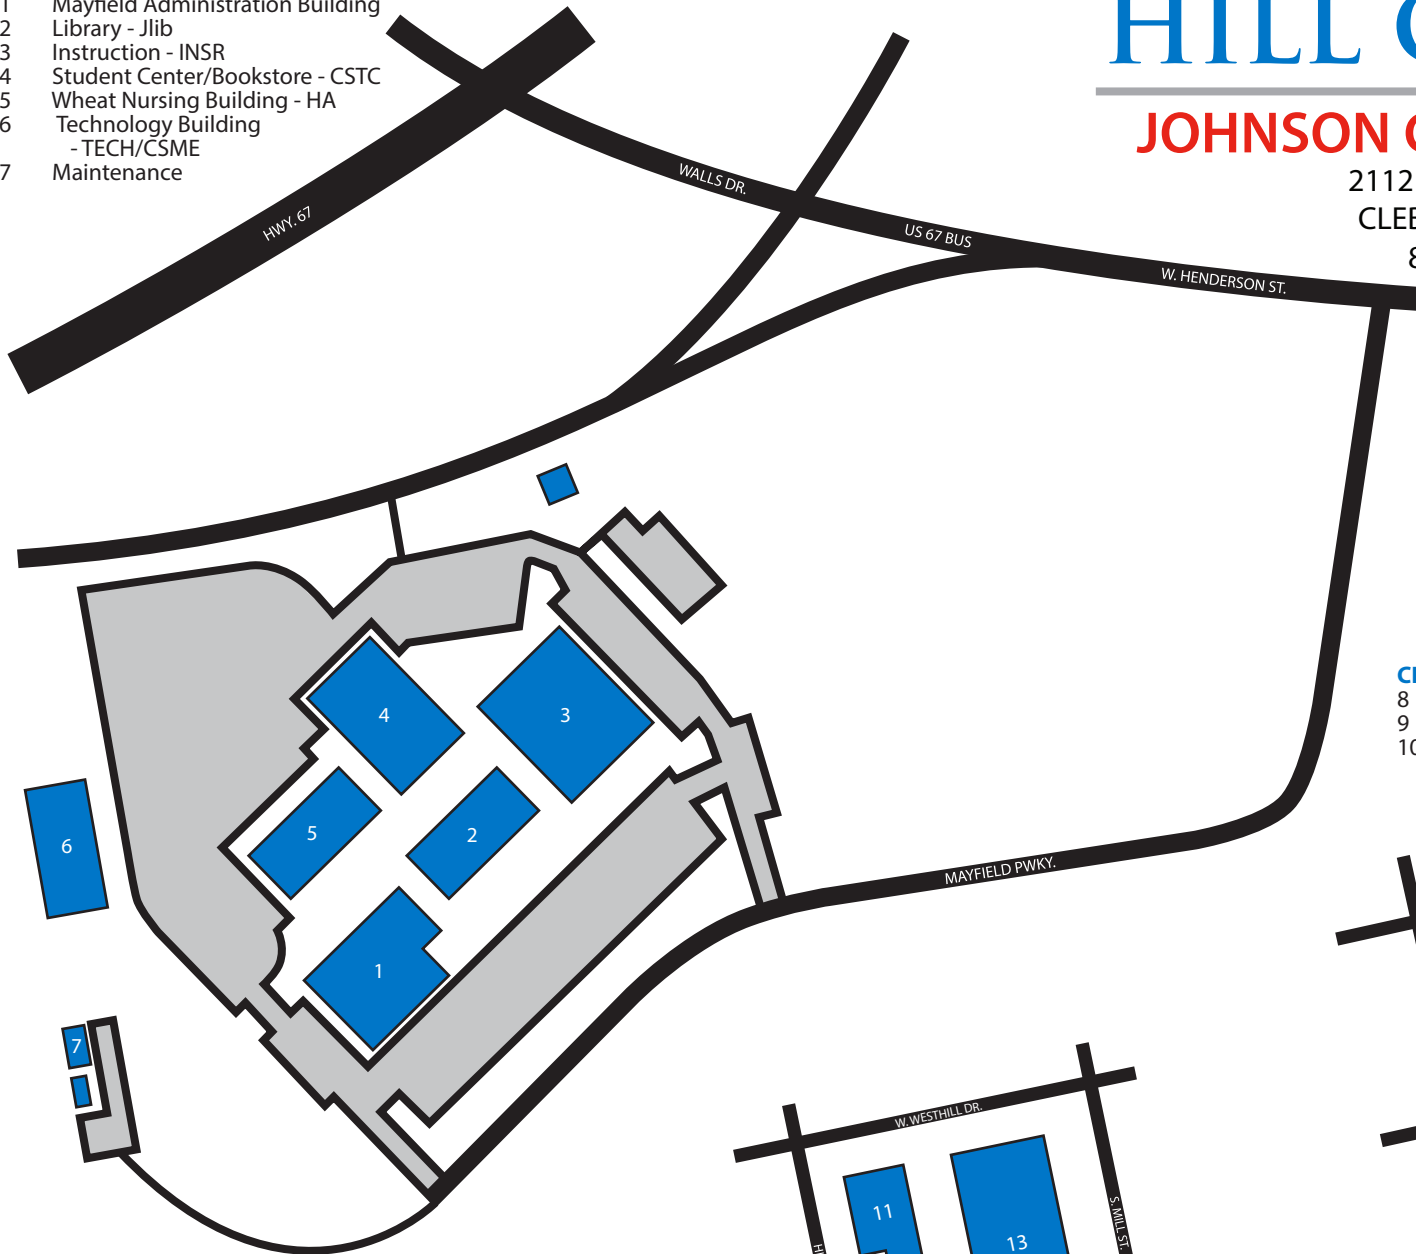 1 Mayfield Administration Building
2 Library - Jlib
3 Instruction - INSR
4 Student Center/Bookstore - CSTC
5 Wheat Nursing Building - HA
6 Technology Building
- TECH/CSME
7 Maintenance
HILL
JOHNSON
2112
HWY. 67
WALLS DR.
US 67 BUS
W. HENDERSON ST.
8
9
10
4
3
5
2
6
1
7
MAYFIELD PWKY.
W. WESTHILL DR.
11
13
S. MILL ST.